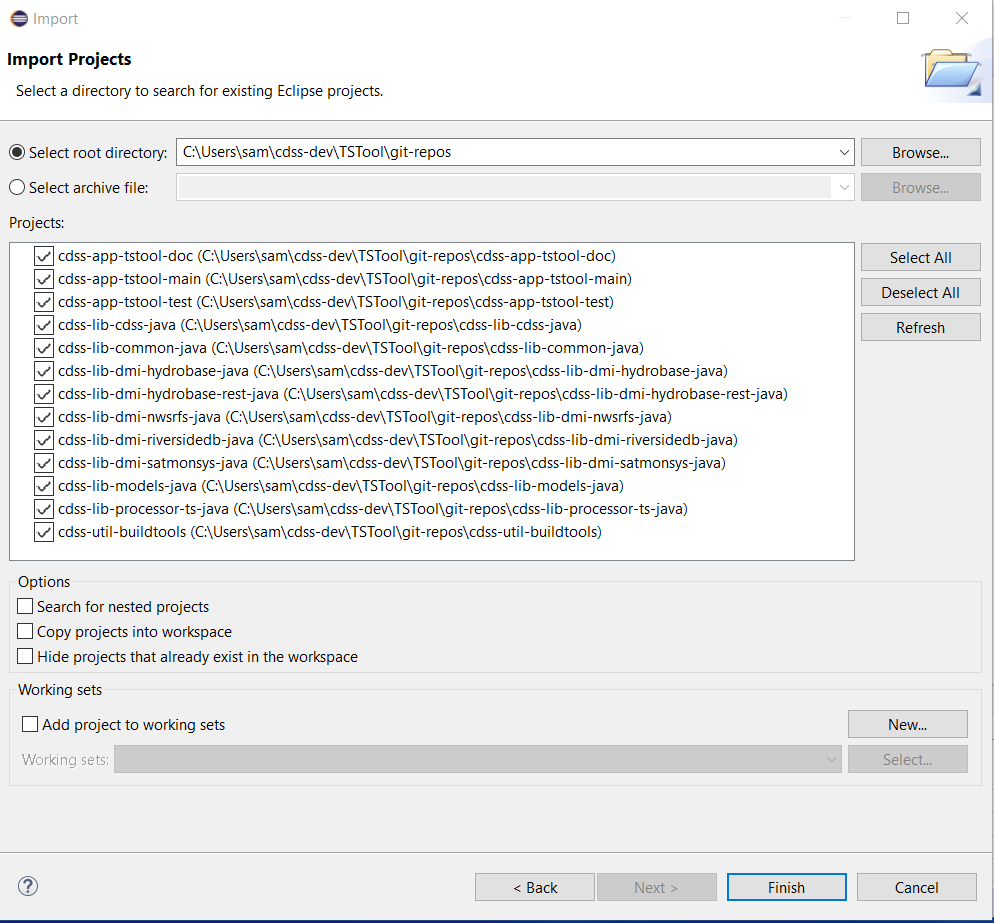 Import
Import Projects
Select a directory to search for existing Eclipse projects.
Select root directory: C:\Users\sam\cdss-dev\TSTool\git-repos Browse...
Select archive file: Browse...
Projects:
cdss-app-tstool-doc (C:\Users\sam\cdss-dev\TSTool\git-repos\cdss-app-tstool-doc) Select All
cdss-app-tstool-main (C:\Users\sam\cdss-dev\TSTool\git-repos\cdss-app-tstool-main)
cdss-app-tstool-test (C:\Users\sam\cdss-dev\TSTool\git-repos\cdss-app-tstool-test) Deselect All
cdss-lib-cdss-java (C:\Users\sam\cdss-dev\TSTool\git-repos\cdss-lib-cdss-java) Refresh
cdss-lib-common-java (C:\Users\sam\cdss-dev\TSTool\git-repos\cdss-lib-common-java)
cdss-lib-dmi-hydrobase-java (C:\Users\sam\cdss-dev\TSTool\git-repos\cdss-lib-dmi-hydrobase-java)
cdss-lib-dmi-hydrobase-rest-java (C:\Users\sam\cdss-dev\TSTool\git-repos\cdss-lib-dmi-hydrobase-rest-java)
cdss-lib-dmi-nwsrfs-java (C:\Users\sam\cdss-dev\TSTool\git-repos\cdss-lib-dmi-nwsrfs-java)
cdss-lib-dmi-riversidedb-java (C:\Users\sam\cdss-dev\TSTool\git-repos\cdss-lib-dmi-riversidedb-java)
cdss-lib-dmi-satmonsys-java (C:\Users\sam\cdss-dev\TSTool\git-repos\cdss-lib-dmi-satmonsys-java)
cdss-lib-models-java (C:\Users\sam\cdss-dev\TSTool\git-repos\cdss-lib-models-java)
cdss-lib-processor-ts-java (C:\Users\sam\cdss-dev\TSTool\git-repos\cdss-lib-processor-ts-java)
cdss-util-buildtools (C:\Users\sam\cdss-dev\TSTool\git-repos\cdss-util-buildtools)
Options
Search for nested projects
Copy projects into workspace
Hide projects that already exist in the workspace
Working sets
Add project to working sets New...
Working sets: Select...
? < Back Next > Finish Cancel